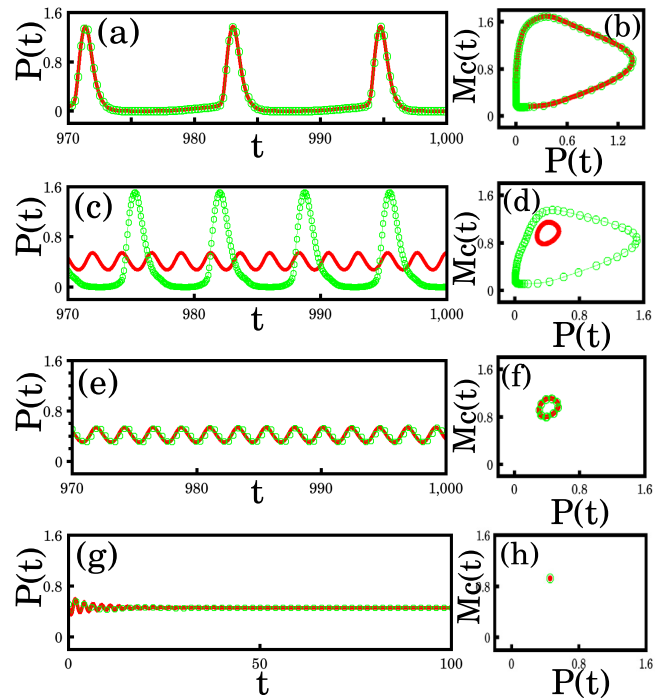 1.6
P(t)
0.8
0
(a)
970 980 990 1,000
t
1.6
Mc(t)
0.8
0
(b)
0 0.6 1.2
P(t)
1.6
P(t)
0.8
0
(c)
970 980 990 1,000
t
1.6
Mc(t)
0.8
0
(d)
0 0.8 1.6
P(t)
1.6
P(t)
0.8
0
(e)
970 980 990 1,000
t
1.6
Mc(t)
0.8
0
(f)
0 0.8 1.6
P(t)
1.6
P(t)
0.8
0
(g)
0 50 100
t
1.6
Mc(t)
0.8
0
(h)
0 0.8 1.6
P(t)